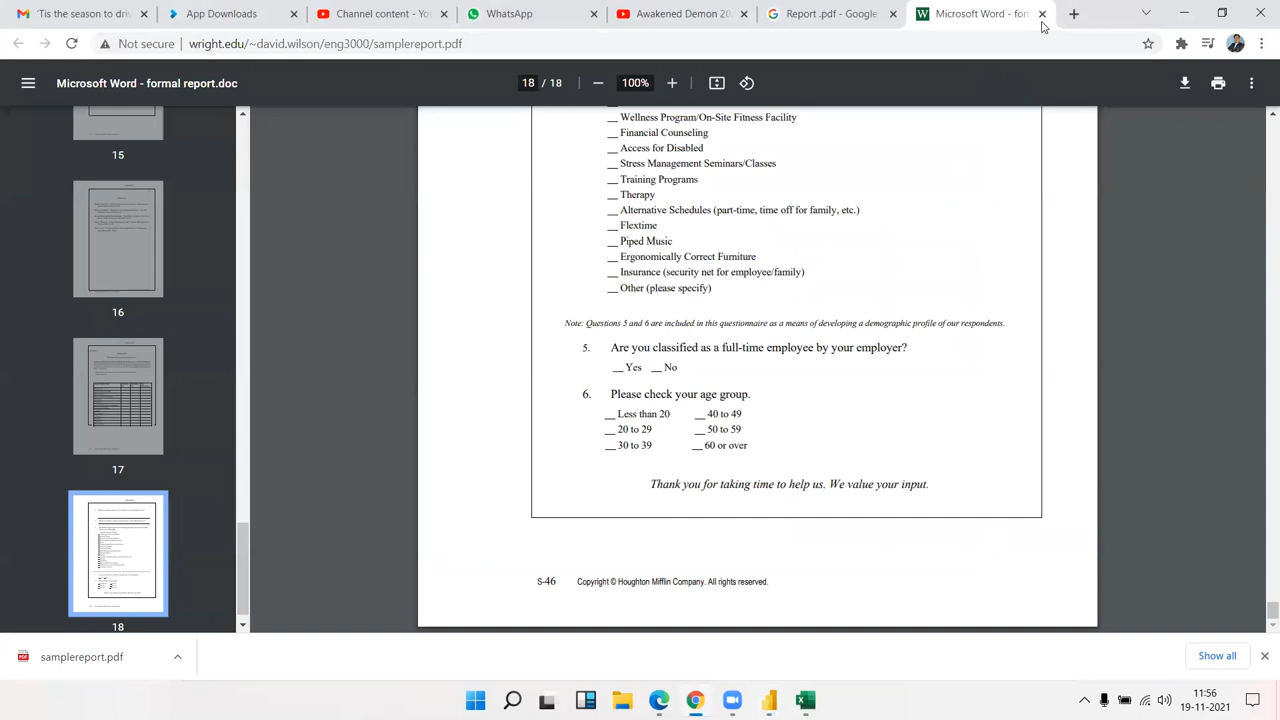 'Tis the season to driv
App Downloads
Channel content - You
WhatsApp
Awakened Demon 20
Report .pdf - Google
Microsoft Word - form
Not secure | wright.edu/~david.wilson/eng3000/samplereport.pdf
Microsoft Word - formal report.doc
18 / 18
100%
15
16
17
18
__ Wellness Program/On-Site Fitness Facility
__ Financial Counseling
__ Access for Disabled
__ Stress Management Seminars/Classes
__ Training Programs
__ Therapy
__ Alternative Schedules (part-time, time off for family, etc.)
__ Flextime
__ Piped Music
__ Ergonomically Correct Furniture
__ Insurance (security net for employee/family)
__ Other (please specify)
Note: Questions 5 and 6 are included in this questionnaire as a means of developing a demographic profile of our respondents.
5. Are you classified as a full-time employee by your employer?
__ Yes __ No
6. Please check your age group.
__ Less than 20 __ 40 to 49
__ 20 to 29 __ 50 to 59
__ 30 to 39 __ 60 or over
Thank you for taking time to help us. We value your input.
S-46 Copyright © Houghton Mifflin Company. All rights reserved.
samplereport.pdf
Show all
11:56
19-11-2021